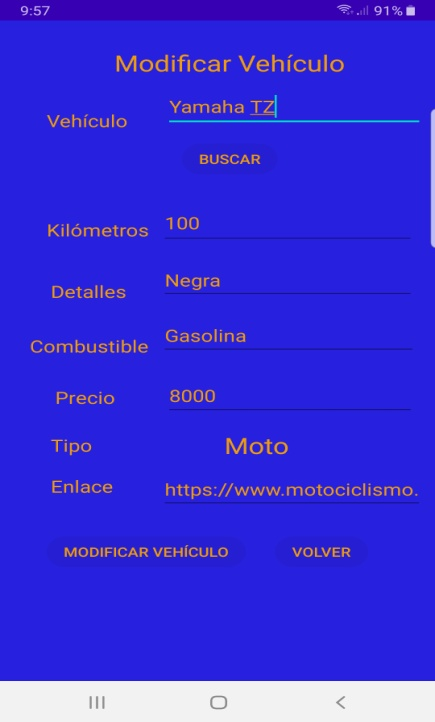 9:57
91%
Modificar Vehículo
Vehículo
Yamaha TZ
BUSCAR
Kilómetros
100
Detalles
Negra
Combustible
Gasolina
Precio
8000
Tipo
Moto
Enlace
https://www.motociclismo.
MODIFICAR VEHÍCULO
VOLVER